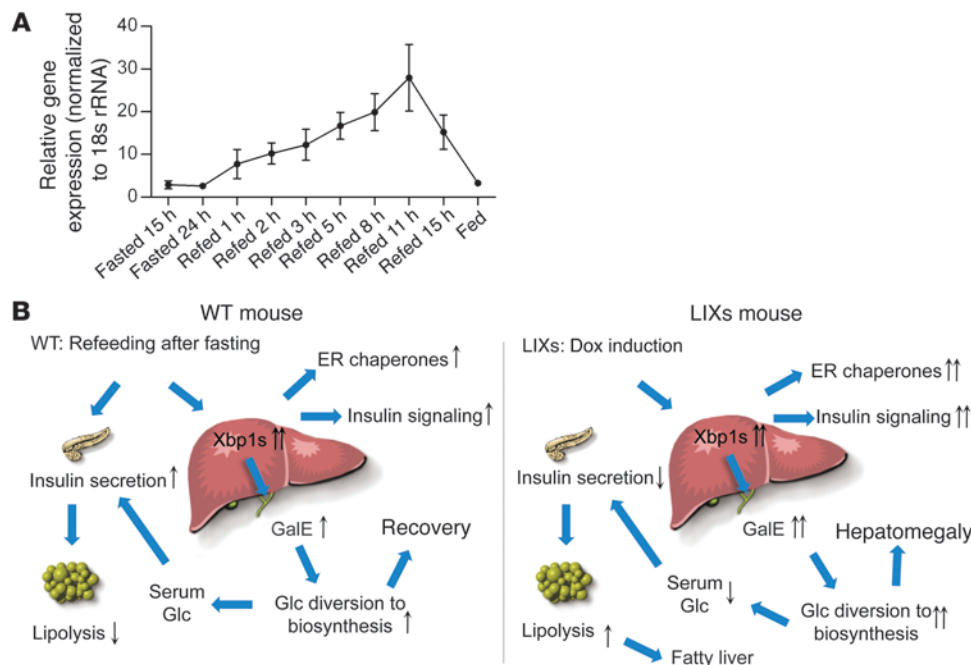 A
Relative gene
expression (normalized
to 18s rRNA)
40
30
20
10
0
Fasted 15 h
Fasted 24 h
Refed 1 h
Refed 2 h
Refed 3 h
Refed 5 h
Refed 8 h
Refed 11 h
Refed 15 h
Fed
B
WT mouse
WT: Refeeding after fasting
ER chaperones ↑
Insulin signaling ↑
Xbp1s ↑↑
Insulin secretion ↑
GalE ↑
Recovery
Serum
Glc
Glc diversion to
biosynthesis ↑
Lipolysis ↓
LIXs mouse
LIXs: Dox induction
ER chaperones ↑↑
Insulin signaling ↑↑
Xbp1s ↑↑
Insulin secretion ↓
GalE ↑↑
Hepatomegaly
Serum
Glc ↓
Glc diversion to
biosynthesis ↑↑
Lipolysis ↑
Fatty liver